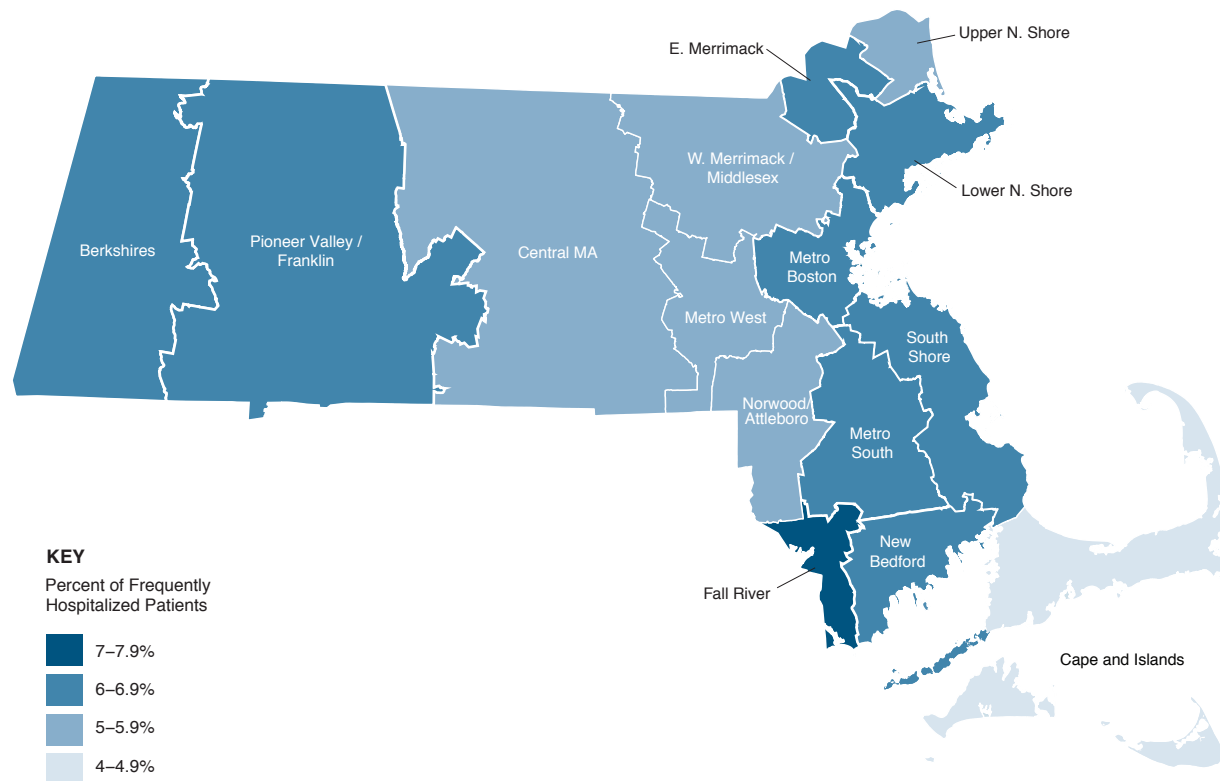 Upper N. Shore
E. Merrimack
W. Merrimack /
Middlesex
Lower N. Shore
Berkshires
Pioneer Valley /
Franklin
Central MA
Metro
Boston
Metro West
South
Shore
Norwood/
Attleboro
Metro
South
New
Bedford
Fall River
Cape and Islands
KEY
Percent of Frequently
Hospitalized Patients
7–7.9%
6–6.9%
5–5.9%
4–4.9%